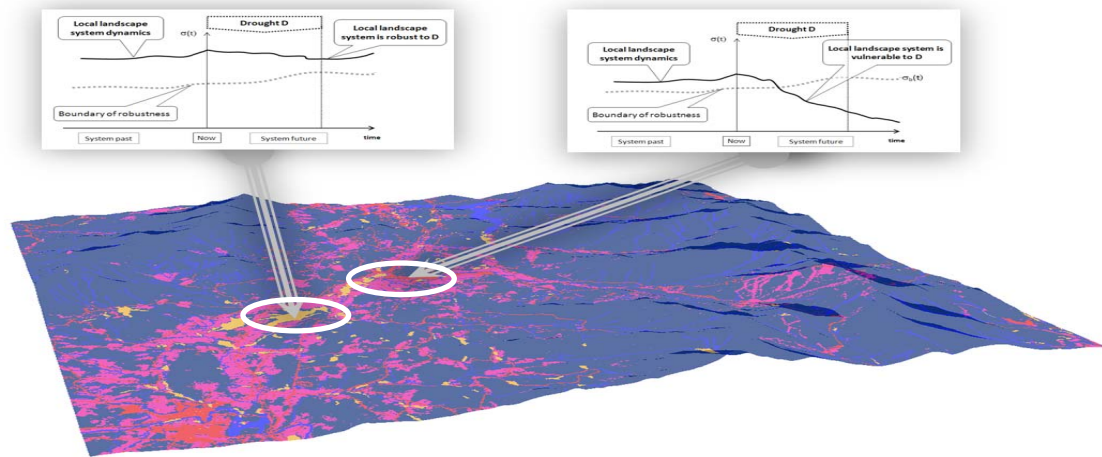 Drought D
Local landscape
system dynamics
σ(t)
Local landscape
system is robust to D
Boundary of robustness
System past
Now
System future
time
Drought D
σ(t)
Local landscape
system dynamics
Local landscape system is
vulnerable to D
Boundary of robustness
System past
Now
System future
time